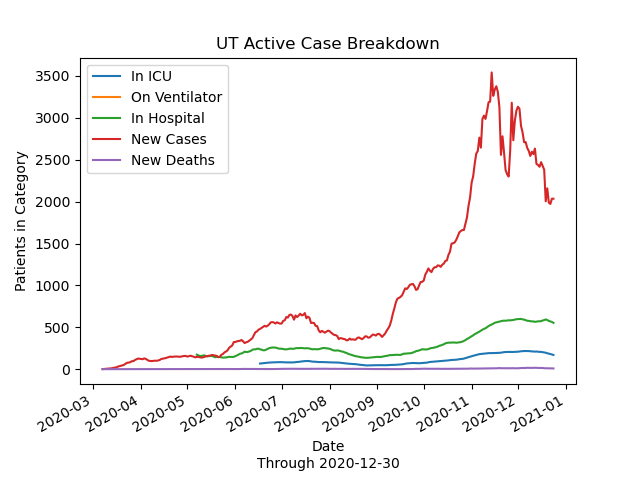 UT Active Case Breakdown
In ICU
On Ventilator
In Hospital
New Cases
New Deaths
Patients in Category
3500
3000
2500
2000
1500
1000
500
0
2020-03
2020-04
2020-05
2020-06
2020-07
2020-08
2020-09
2020-10
2020-11
2020-12
2021-01
Date
Through 2020-12-30